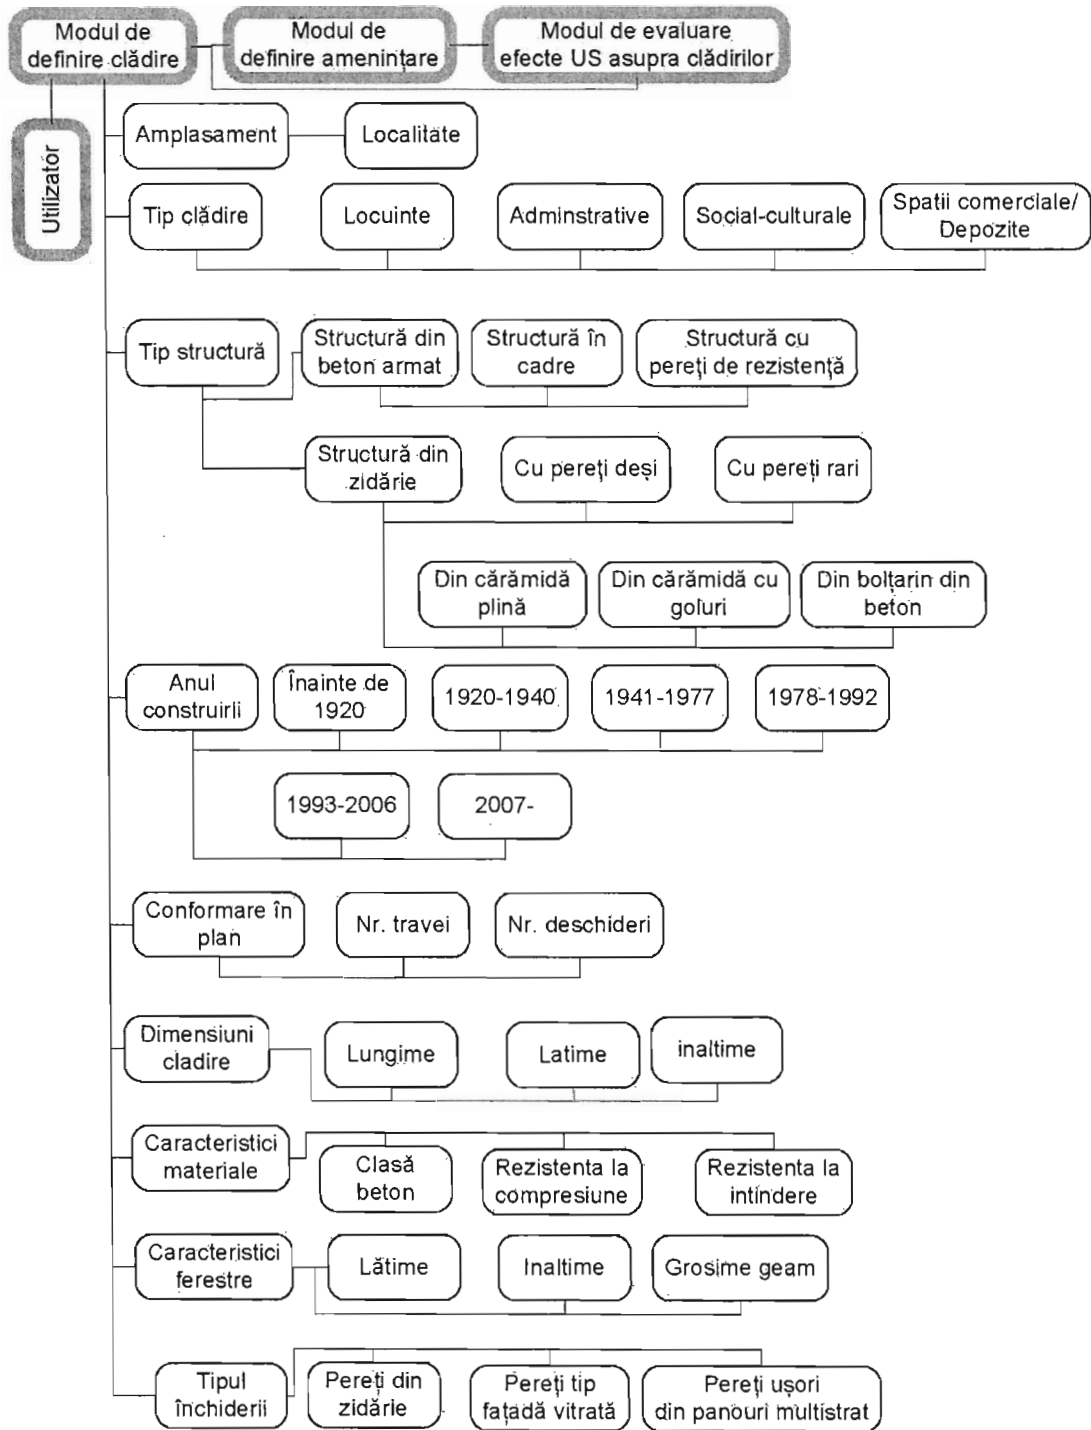 Modul de
definire clădire
Modul de
definire amenințare
Modul de evaluare
efecte US asupra clădirilor
Utilizator
Amplasament
Localitate
Tip clădire
Locuinte
Adminstrative
Social-culturale
Spatii comerciale/
Depozite
Tip structură
Structură din
beton armat
Structură în
cadre
Structură cu
pereți de rezistență
Structură din
zidărie
Cu pereți deși
Cu pereți rari
Din cărămidă
plină
Din cărămidă cu
goluri
Din bolțarin din
beton
Anul
construirii
Înainte de
1920
1920-1940
1941-1977
1978-1992
1993-2006
2007-
Conformare în
plan
Nr. travei
Nr. deschideri
Dimensiuni
cladire
Lungime
Latime
inaltime
Caracteristici
materiale
Clasă
beton
Rezistenta la
compresiune
Rezistenta la
intindere
Caracteristici
ferestre
Lătime
Inaltime
Grosime geam
Tipul
închiderii
Pereți din
zidărie
Pereți tip
fațadă vitrată
Pereți ușori
din panouri multistrat